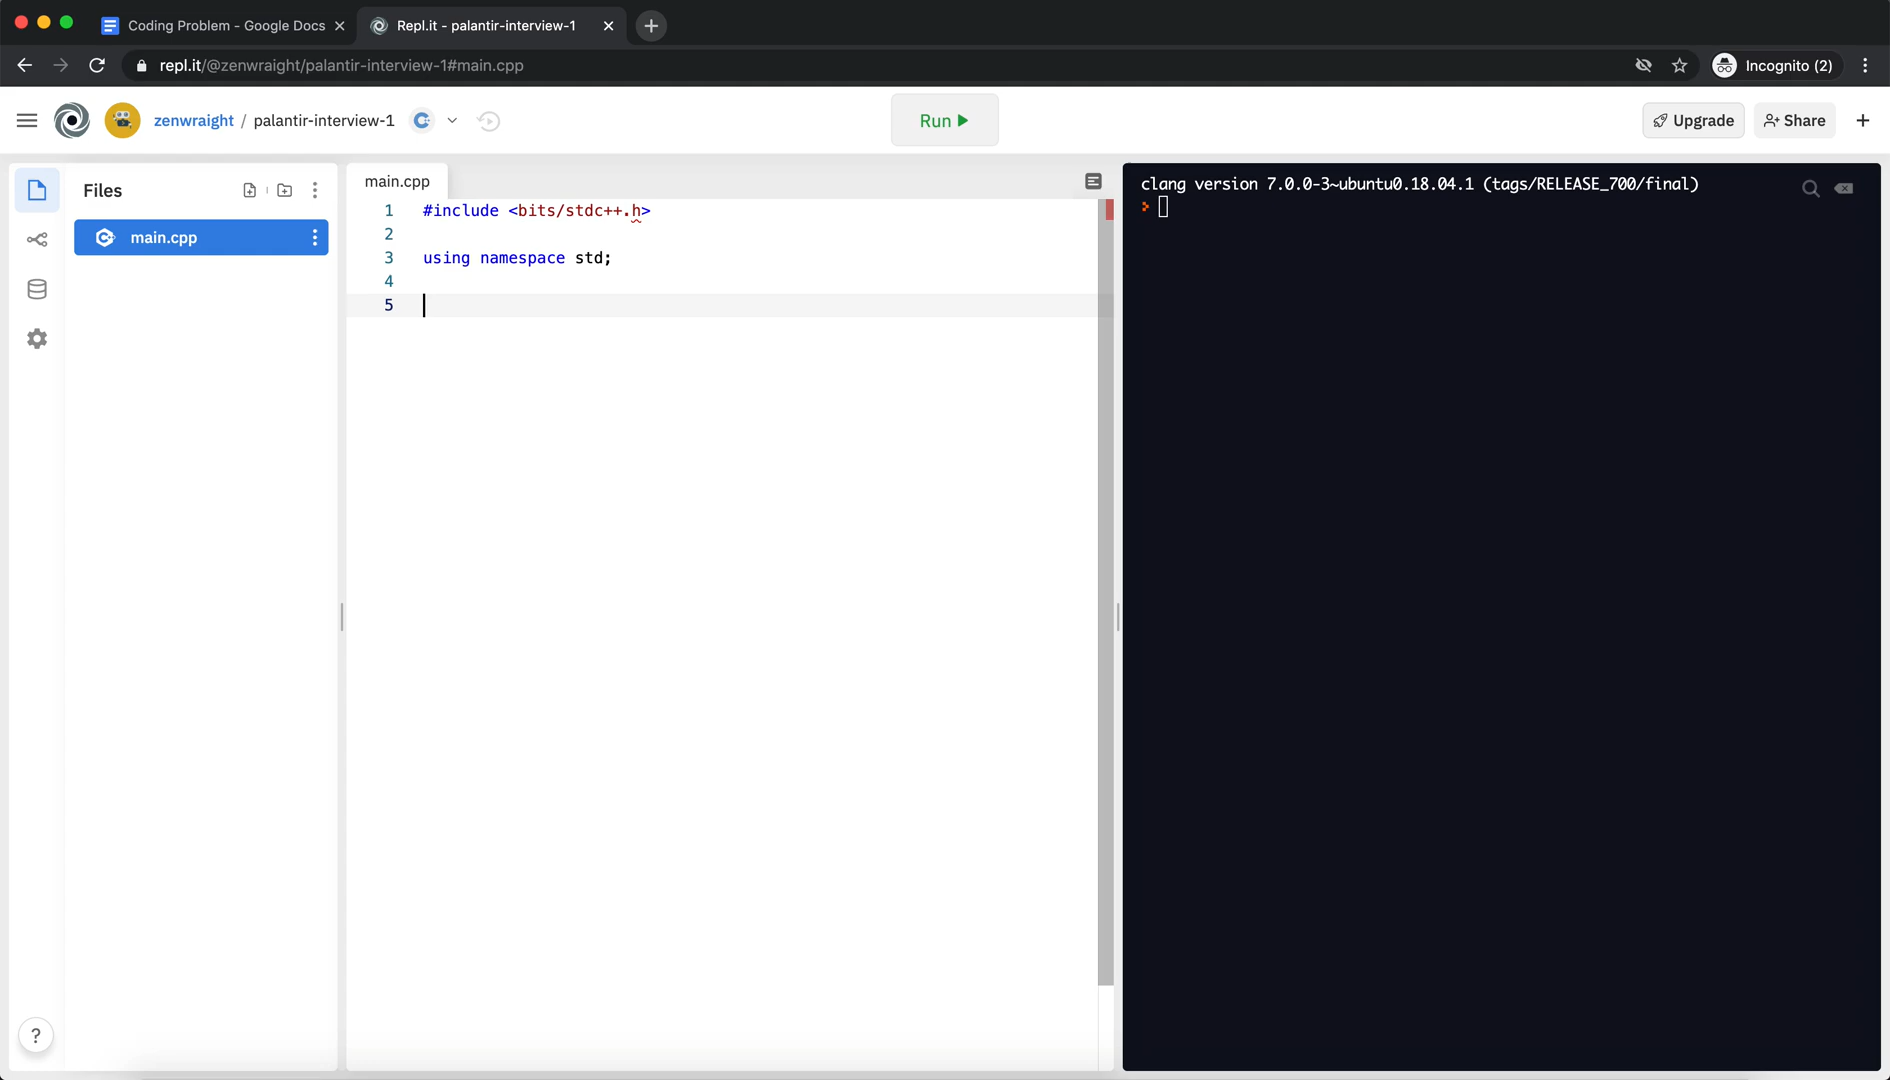 Coding Problem - Google Docs
Repl.it - palantir-interview-1
repl.it/@zenwraight/palantir-interview-1#main.cpp
Incognito (2)
zenwraight / palantir-interview-1
Run
Upgrade
Share
Files
main.cpp
main.cpp
1 #include <bits/stdc++.h>
2
3 using namespace std;
4
5
clang version 7.0.0-3~ubuntu0.18.04.1 (tags/RELEASE_700/final)
>
?